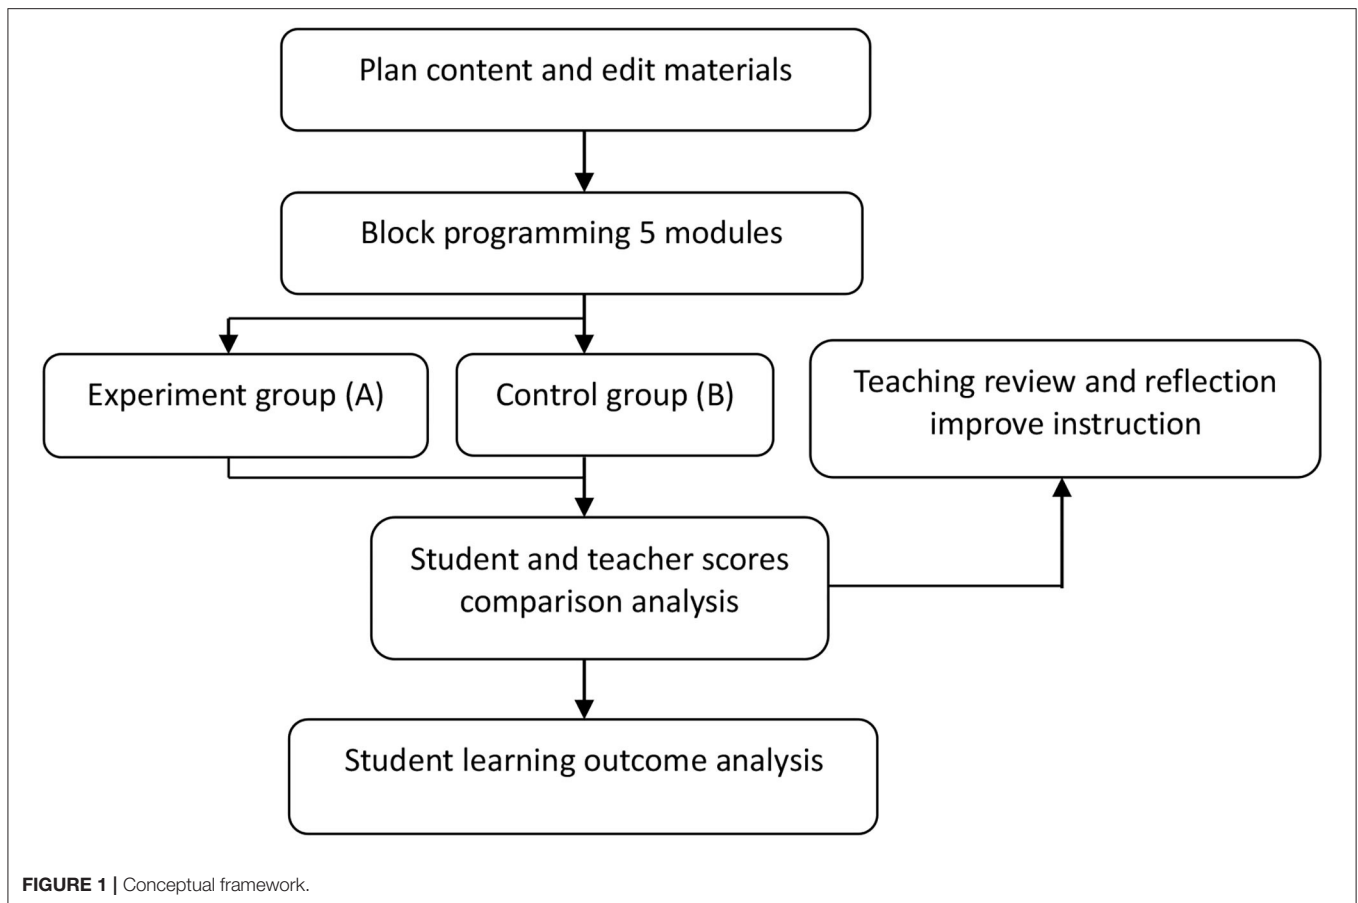 Plan content and edit materials
Block programming 5 modules
Experiment group (A)
Control group (B)
Teaching review and reflection
improve instruction
Student and teacher scores
comparison analysis
Student learning outcome analysis
FIGURE 1 | Conceptual framework.